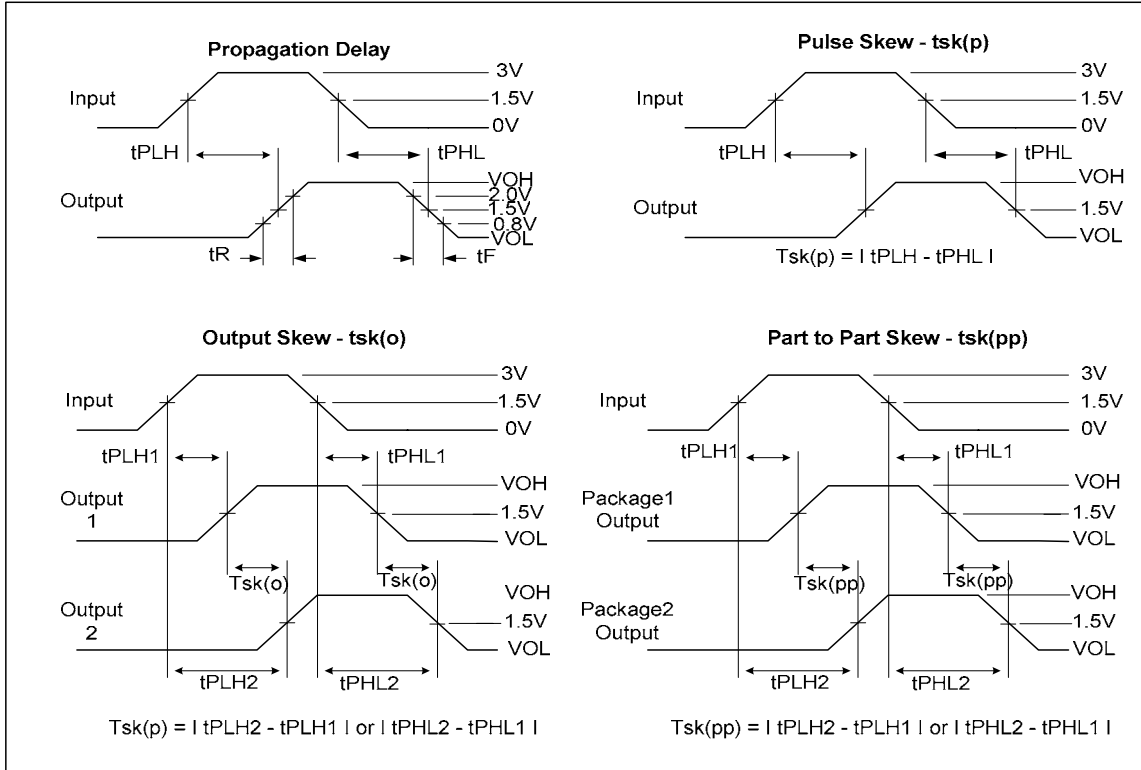 Propagation Delay
Input
3V
1.5V
0V
tPLH
tPHL
Output
VOH
2.0V
1.5V
0.8V
VOL
tR
tF
Pulse Skew - tsk(p)
Input
3V
1.5V
0V
tPLH
tPHL
Output
VOH
1.5V
VOL
Tsk(p) = I tPLH - tPHL I
Output Skew - tsk(o)
Input
3V
1.5V
0V
tPLH1
tPHL1
Output
1
VOH
1.5V
VOL
Tsk(o)
Tsk(o)
Output
2
VOH
1.5V
VOL
tPLH2
tPHL2
Tsk(p) = I tPLH2 - tPLH1 I or I tPHL2 - tPHL1 I
Part to Part Skew - tsk(pp)
Input
3V
1.5V
0V
tPLH1
tPHL1
Package1
Output
VOH
1.5V
VOL
Tsk(pp)
Tsk(pp)
Package2
Output
VOH
1.5V
VOL
tPLH2
tPHL2
Tsk(pp) = I tPLH2 - tPLH1 I or I tPHL2 - tPHL1 I